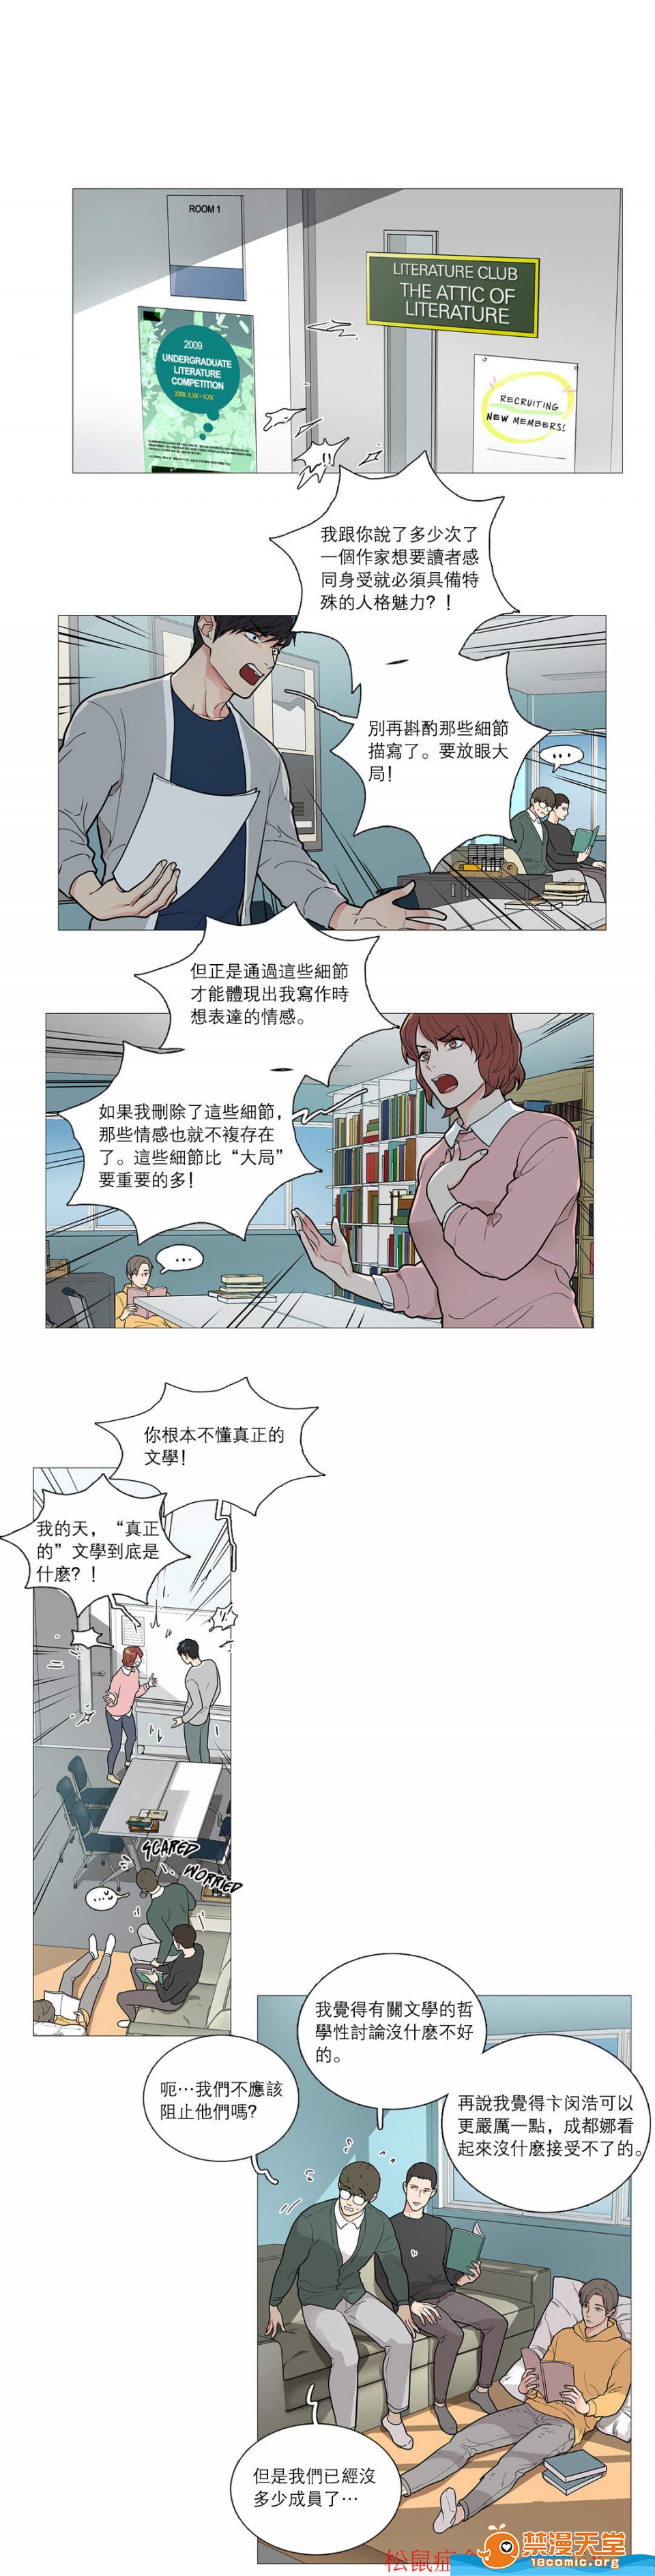 ROOM 1
2009
UNDERGRADUATE
LITERATURE
COMPETITION
2009. X.XX - X.XX
LITERATURE CLUB
THE ATTIC OF
LITERATURE
RECRUITING
NEW MEMBERS!
我跟你說了多少次了
一個作家想要讀者感
同身受就必須具備特
殊的人格魅力？！
別再斟酌那些細節
描寫了。要放眼大
局！
...
但正是通過這些細節
才能體現出我寫作時
想表達的情感。
如果我刪除了這些細節，
那些情感也就不複存在
了。這些細節比“大局”
要重要的多！
...
你根本不懂真正的
文學！
我的天，“真正
的”文學到底是
什麼？！
SCARED
WORRIED
...
我覺得有關文學的哲
學性討論沒什麽不好
的。
呃…我們不應該
阻止他們嗎？
再說我覺得卞閔浩可以
更嚴厲一點，成都娜看
起來沒什麽接受不了的。
但是我們已經沒
多少成員了…
松鼠症
禁漫天堂
18comic.org